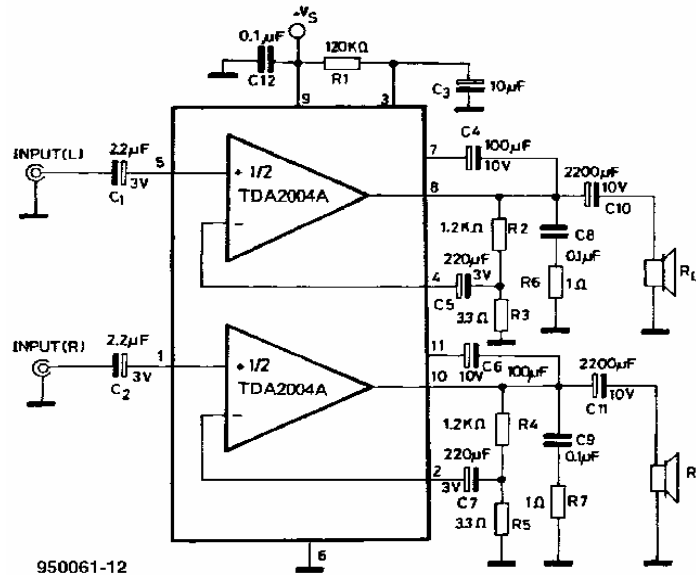 +VS
0.1µF
C12
120KΩ
R1
9
3
C3
10µF
C4
7
100µF
10V
INPUT(L)
2.2µF
5
3V
C1
+ 1/2
TDA2004A
−
8
2200µF
10V
C10
1.2KΩ
R2
C8
0.1µF
220µF
4
3V
C5
R6
1Ω
3.3Ω
R3
RL
INPUT(R)
2.2µF
1
3V
C2
+ 1/2
TDA2004A
−
11
C6
10V
100µF
10
2200µF
10V
C11
1.2KΩ
R4
C9
0.1µF
220µF
2
3V
C7
1Ω
R7
3.3Ω
R5
R
6
950061-12